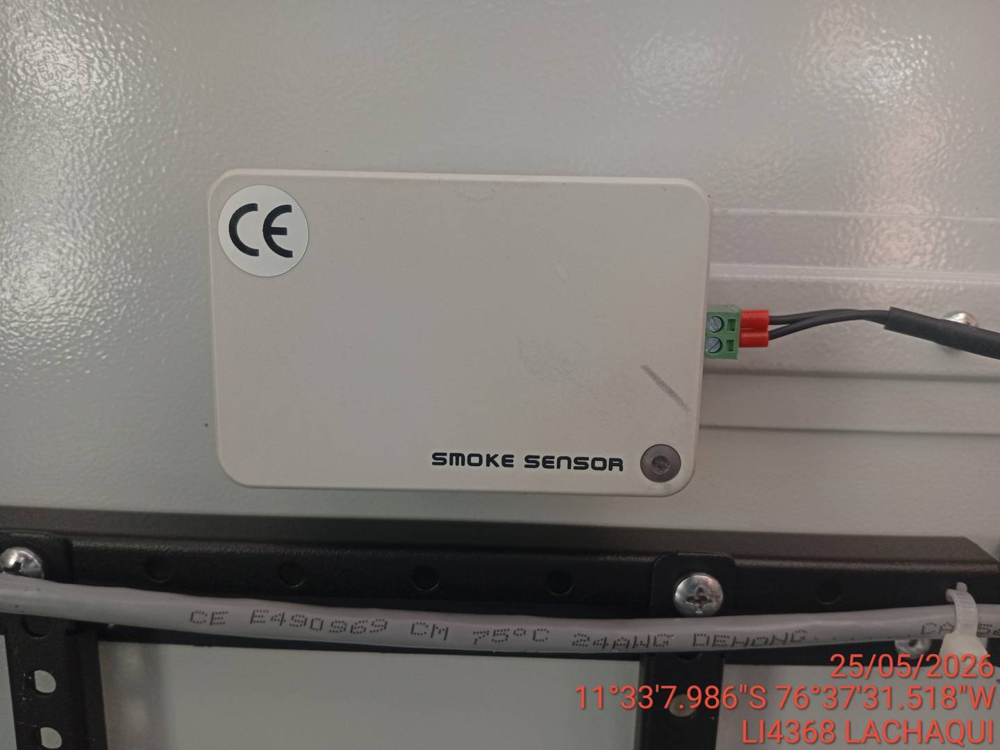 CE
SMOKE SENSOR
CE E490969 CM 75°C 24AWG DEHONG........CA
25/05/2026
11°33'7.986"S 76°37'31.518"W
LI4368 LACHAQUI